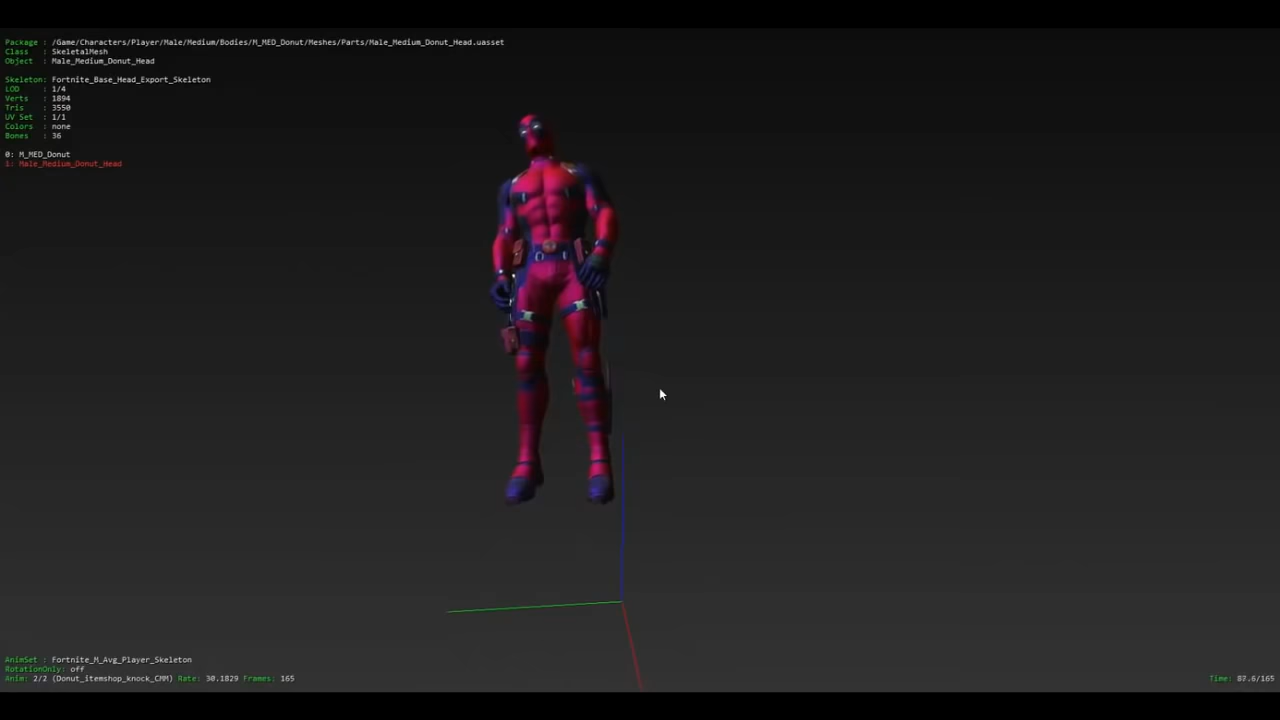 Package : /Game/Characters/Player/Male/Medium/Bodies/M_MED_Donut/Meshes/Parts/Male_Medium_Donut_Head.uasset
Class : SkeletalMesh
Object : Male_Medium_Donut_Head
Skeleton: Fortnite_Base_Head_Export_Skeleton
LOD : 1/4
Verts : 1894
Tris : 3550
UV Set : 1/1
Colors : none
Bones : 36
0: M_MED_Donut
1: Male_Medium_Donut_Head
AnimSet : Fortnite_M_Avg_Player_Skeleton
RotationOnly: off
Anim: 2/2 (Donut_itemshop_knock_CMM) Rate: 30.1829 Frames: 165
Time: 87.6/165